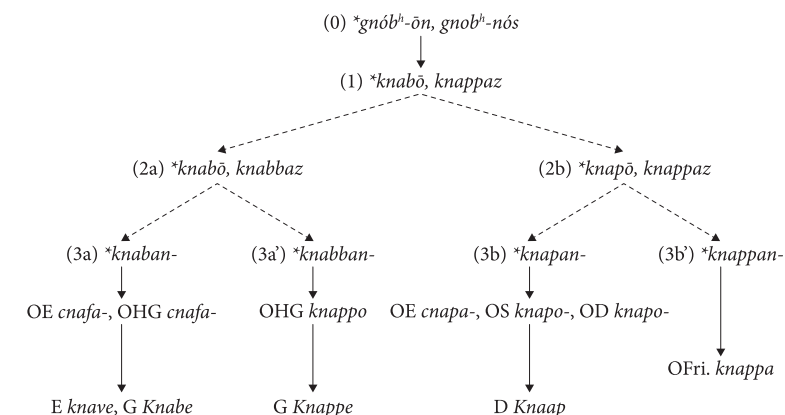 (0) *gnóbʰ-ōn, gnobʰ-nós
(1) *knabō, knappaz
(2a) *knabō, knabbaz (2b) *knapō, knappaz
(3a) *knaban- (3a’) *knabban- (3b) *knapan- (3b’) *knappan-
OE cnafa-, OHG cnafa- OHG knappo OE cnapa-, OS knapo-, OD knapo-
OFri. knappa
E knave, G Knabe G Knappe D Knaap